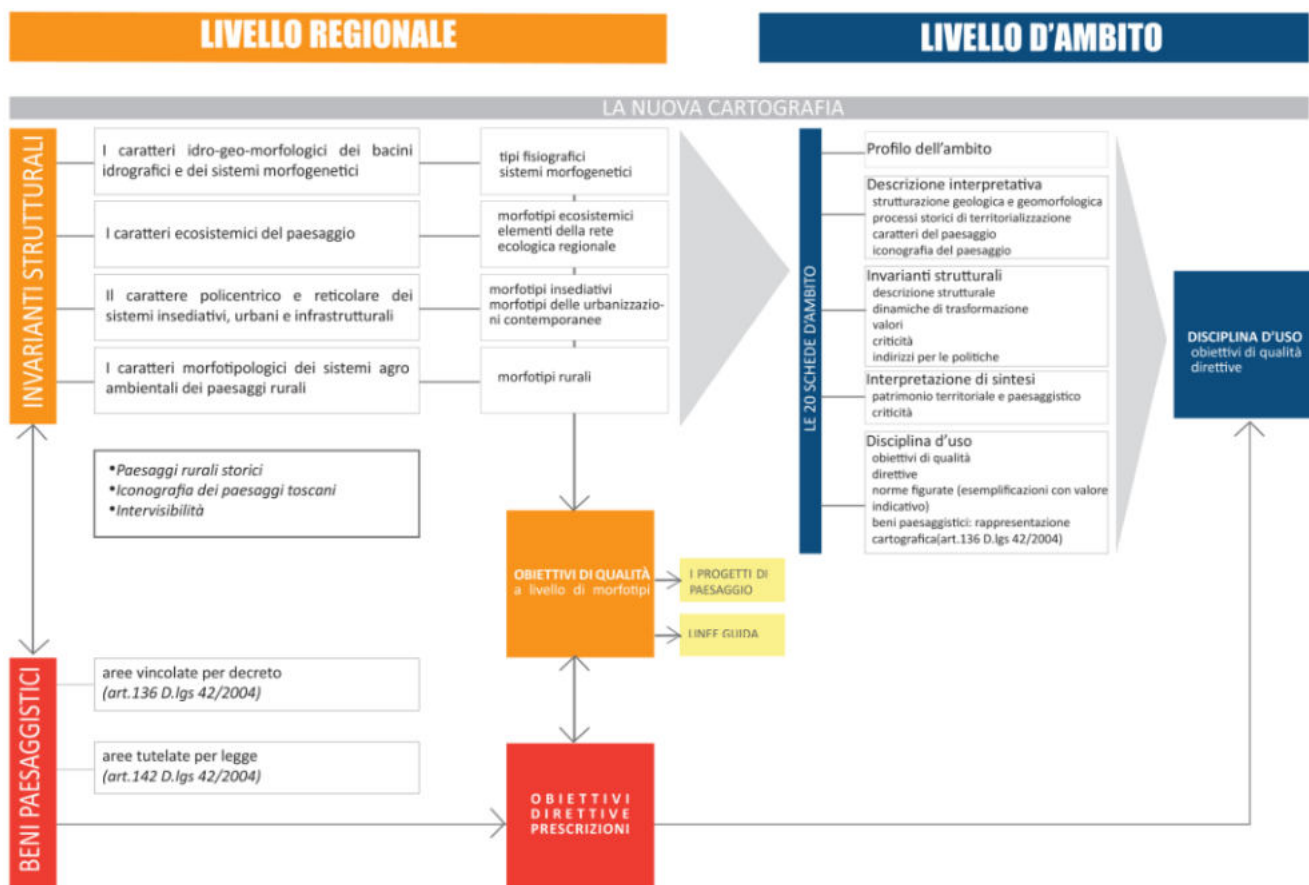 LIVELLO REGIONALE
LIVELLO D'AMBITO
LA NUOVA CARTOGRAFIA
INVARIANTI STRUTTURALI
I caratteri idro-geo-morfologici dei bacini
idrografici e dei sistemi morfogenetici
tipi fisiografici
sistemi morfogenetici
I caratteri ecosistemici del paesaggio
morfotipi ecosistemici
elementi della rete
ecologica regionale
Il carattere policentrico e reticolare dei
sistemi insediativi, urbani e infrastrutturali
morfotipi insediativi
morfotipi delle urbanizzazio-
ni contemporanee
I caratteri morfotipologici dei sistemi agro
ambientali dei paesaggi rurali
morfotipi rurali
•Paesaggi rurali storici
•Iconografia dei paesaggi toscani
•Intervisibilità
OBIETTIVI DI QUALITÀ
a livello di morfotipi
I PROGETTI DI
PAESAGGIO
LINEE GUIDA
BENI PAESAGGISTICI
aree vincolate per decreto
(art.136 D.lgs 42/2004)
aree tutelate per legge
(art.142 D.lgs 42/2004)
OBIETTIVI
DIRETTIVE
PRESCRIZIONI
LE 20 SCHEDE D'AMBITO
Profilo dell'ambito
Descrizione interpretativa
strutturazione geologica e geomorfologica
processi storici di territorializzazione
caratteri del paesaggio
iconografia del paesaggio
Invarianti strutturali
descrizione strutturale
dinamiche di trasformazione
valori
criticità
indirizzi per le politiche
Interpretazione di sintesi
patrimonio territoriale e paesaggistico
criticità
Disciplina d'uso
obiettivi di qualità
direttive
norme figurate (esemplificazioni con valore
indicativo)
beni paesaggistici: rappresentazione
cartografica(art.136 D.lgs 42/2004)
DISCIPLINA D'USO
obiettivi di qualità
direttive